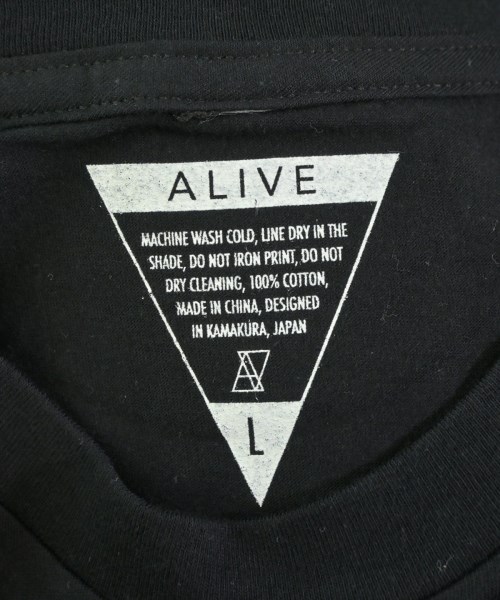 ALIVE
MACHINE WASH COLD, LINE DRY IN THE
SHADE, DO NOT IRON PRINT, DO NOT
DRY CLEANING, 100% COTTON,
MADE IN CHINA, DESIGNED
IN KAMAKURA, JAPAN
L